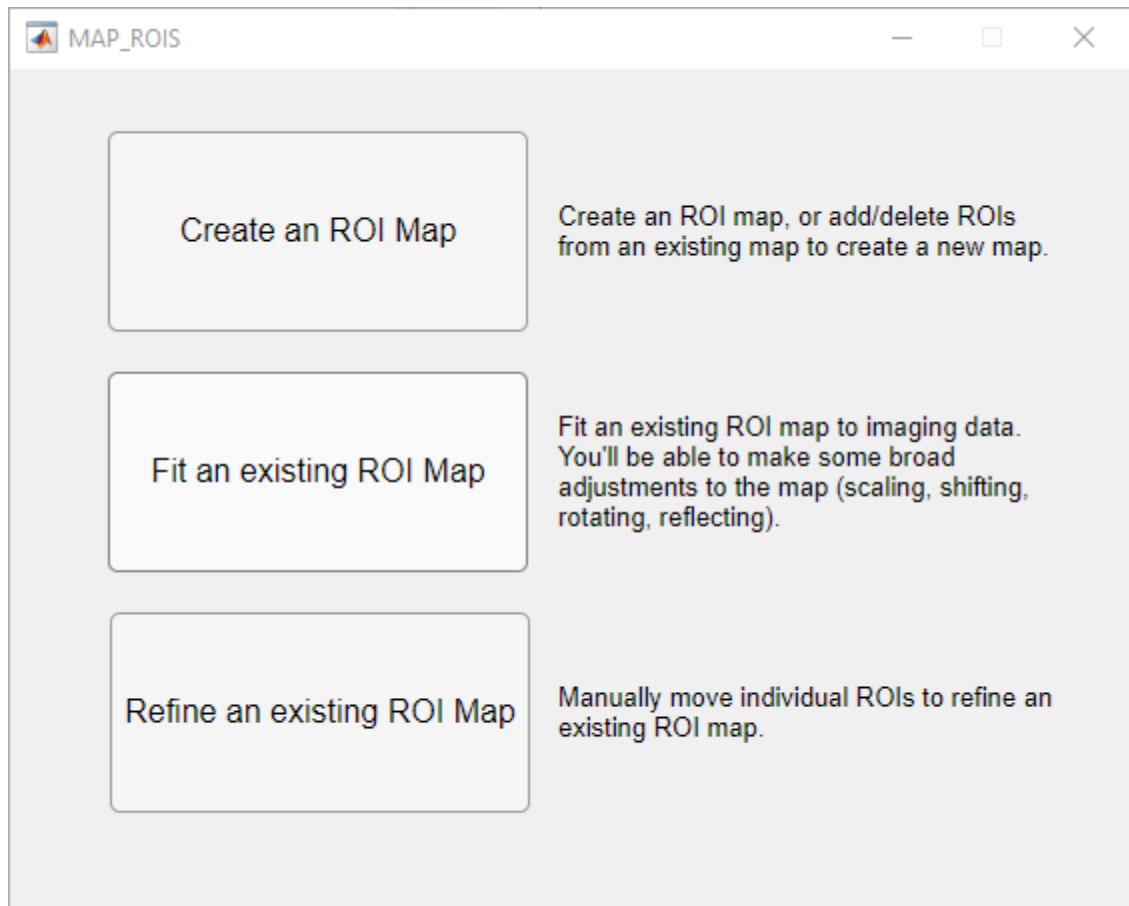 MAP_ROIS
Create an ROI Map
Create an ROI map, or add/delete ROIs
from an existing map to create a new map.
Fit an existing ROI Map
Fit an existing ROI map to imaging data.
You'll be able to make some broad
adjustments to the map (scaling, shifting,
rotating, reflecting).
Refine an existing ROI Map
Manually move individual ROIs to refine an
existing ROI map.